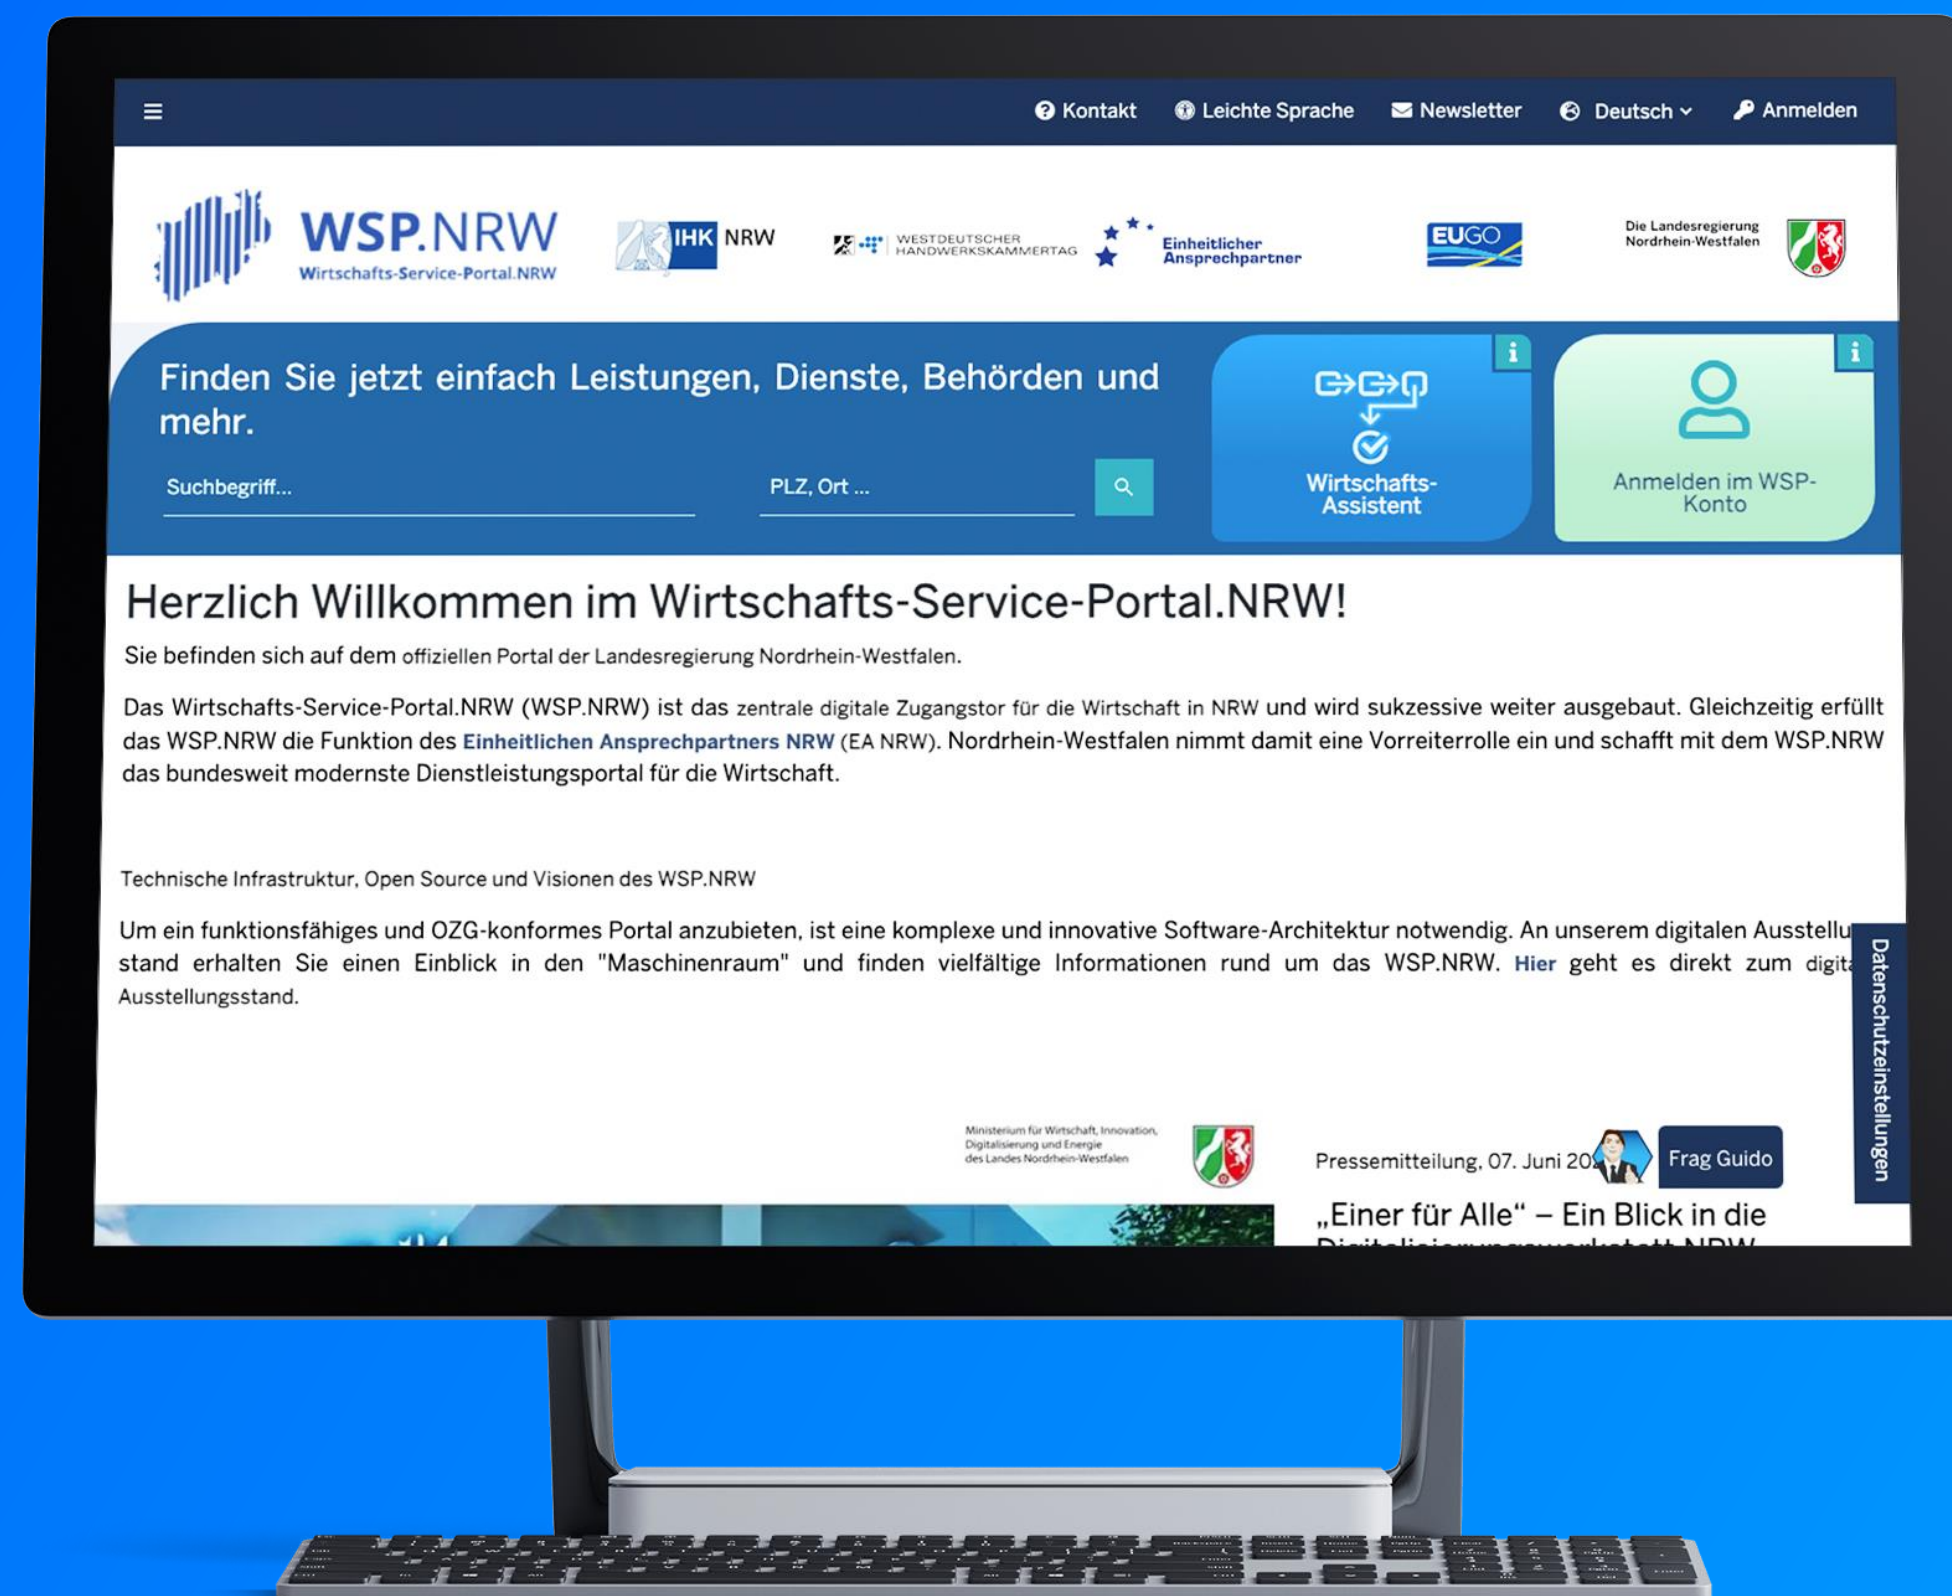 Kontakt
Leichte Sprache
Newsletter
Deutsch
Anmelden
WSP.NRW
Wirtschafts-Service-Portal.NRW
IHK NRW
WESTDEUTSCHER
HANDWERKSKAMMERTAG
Einheitlicher
Ansprechpartner
EUGO
Die Landesregierung
Nordrhein-Westfalen
Finden Sie jetzt einfach Leistungen, Dienste, Behörden und
mehr.
Suchbegriff...
PLZ, Ort ...
Wirtschafts-
Assistent
Anmelden im WSP-
Konto
Herzlich Willkommen im Wirtschafts-Service-Portal.NRW!
Sie befinden sich auf dem offiziellen Portal der Landesregierung Nordrhein-Westfalen.
Das Wirtschafts-Service-Portal.NRW (WSP.NRW) ist das zentrale digitale Zugangstor für die Wirtschaft in NRW und wird sukzessive weiter ausgebaut. Gleichzeitig erfüllt
das WSP.NRW die Funktion des Einheitlichen Ansprechpartners NRW (EA NRW). Nordrhein-Westfalen nimmt damit eine Vorreiterrolle ein und schafft mit dem WSP.NRW
das bundesweit modernste Dienstleistungsportal für die Wirtschaft.
Technische Infrastruktur, Open Source und Visionen des WSP.NRW
Um ein funktionsfähiges und OZG-konformes Portal anzubieten, ist eine komplexe und innovative Software-Architektur notwendig. An unserem digitalen Ausstellu
stand erhalten Sie einen Einblick in den "Maschinenraum" und finden vielfältige Informationen rund um das WSP.NRW. Hier geht es direkt zum digita
Ausstellungsstand.
Datenschutzeinstellungen
Ministerium für Wirtschaft, Innovation,
Digitalisierung und Energie
des Landes Nordrhein-Westfalen
Pressemitteilung, 07. Juni 20
Frag Guido
„Einer für Alle“ – Ein Blick in die
Digitalisierungswerkstatt NRW